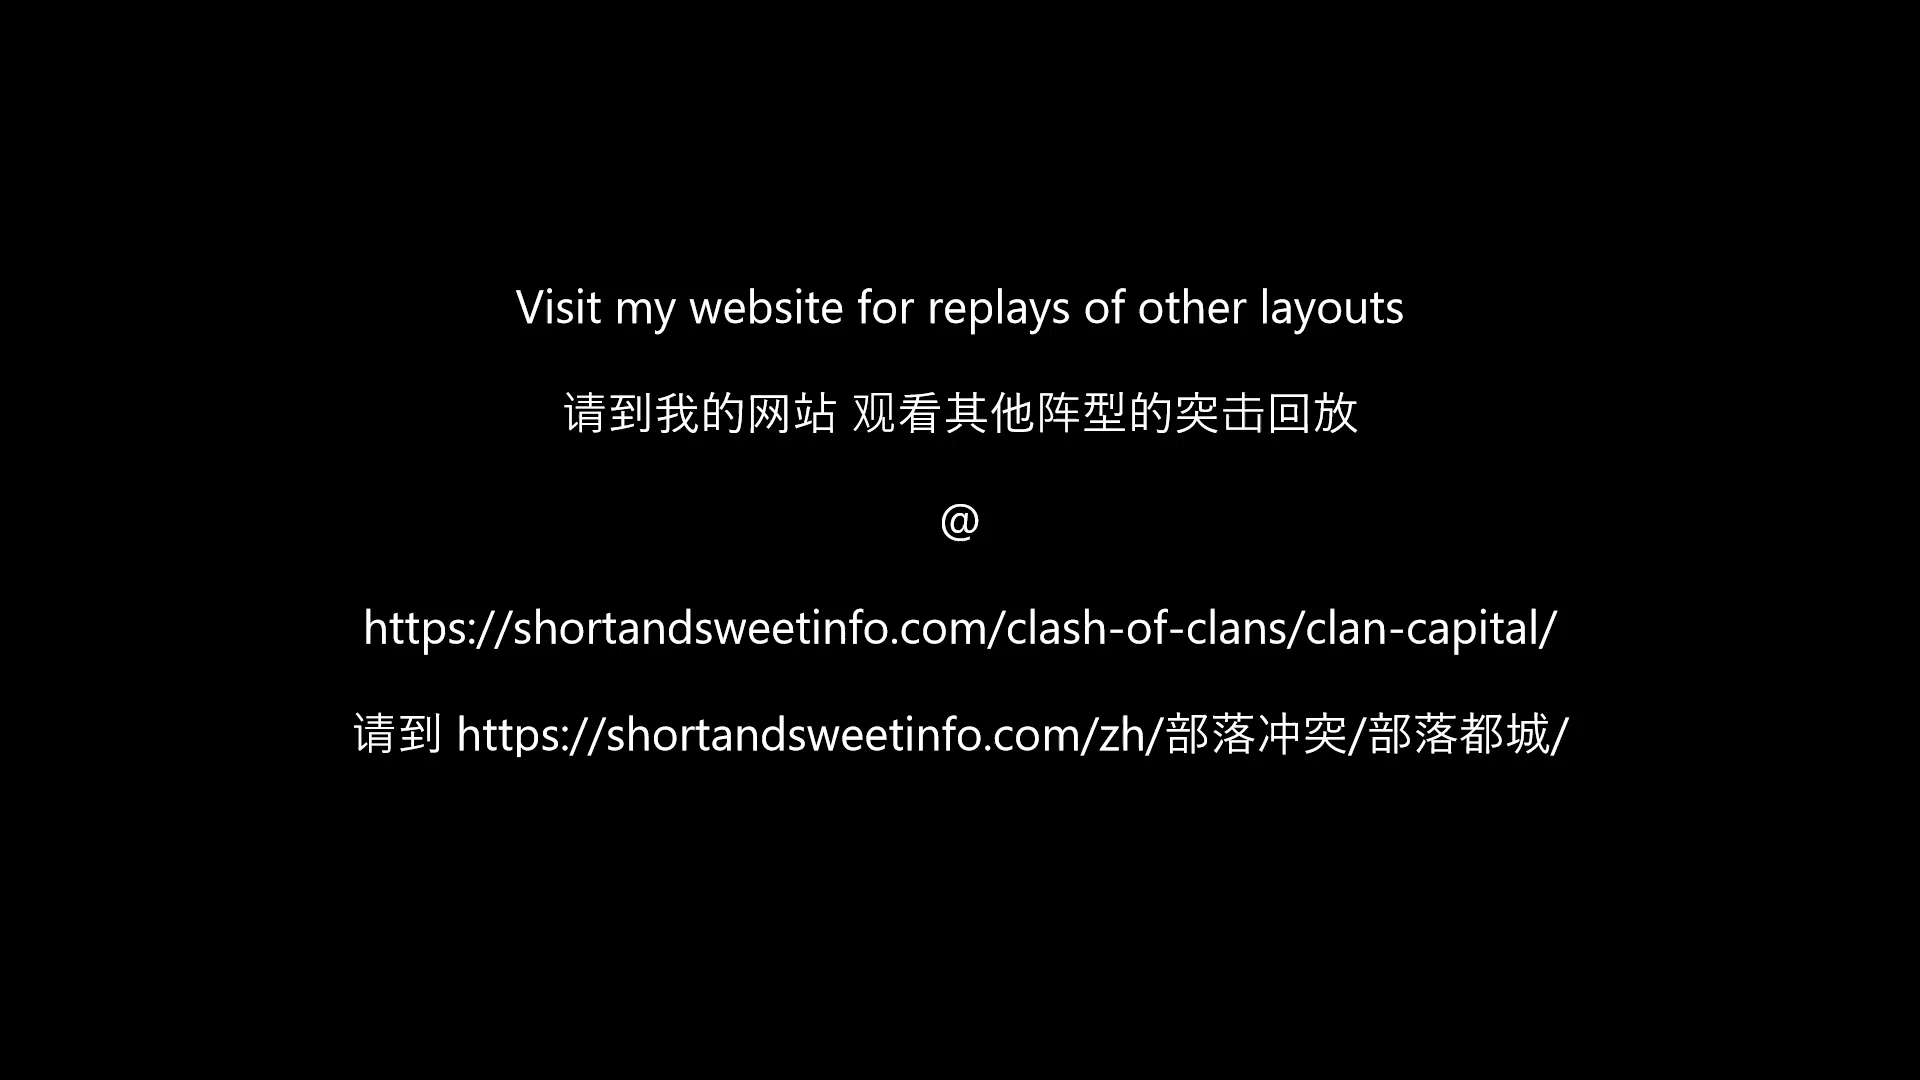 Visit my website for replays of other layouts
请到我的网站 观看其他阵型的突击回放
@
https://shortandsweetinfo.com/clash-of-clans/clan-capital/
请到 https://shortandsweetinfo.com/zh/部落冲突/部落都城/